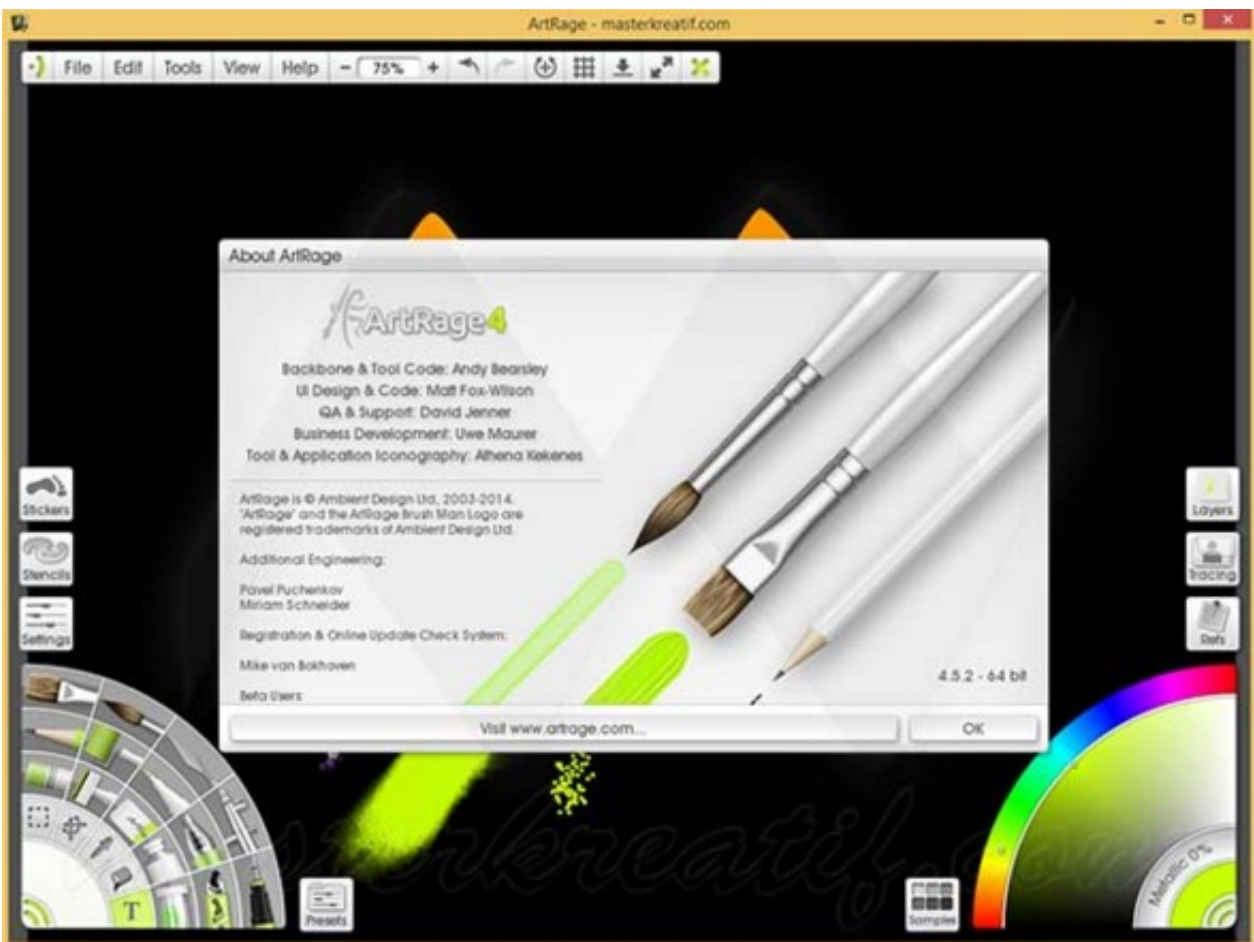 ArtRage - masterkreatif.com
File Edit Tools View Help - 75% +
About ArtRage
ArtRage 4
Backbone & Tool Code: Andy Bearsley
UI Design & Code: Matt Fox-Wilson
QA & Support: David Jenner
Business Development: Uwe Maurer
Tool & Application Iconography: Athena Kekenes
ArtRage is © Ambient Design Ltd, 2003-2014.
"ArtRage" and the ArtRage Brush Man Logo are
registered trademarks of Ambient Design Ltd.
Additional Engineering:
Pavel Puchenkov
Miriam Schneider
Registration & Online Update Check System:
Mike van Bokhoven
Beta Users:
4.5.2 - 64 bit
Visit www.artrage.com...
OK
Stickers
Stencils
Settings
Layers
Tracing
Refs
T
Presets
Samples
Metallic 0%
masterkreatif.com